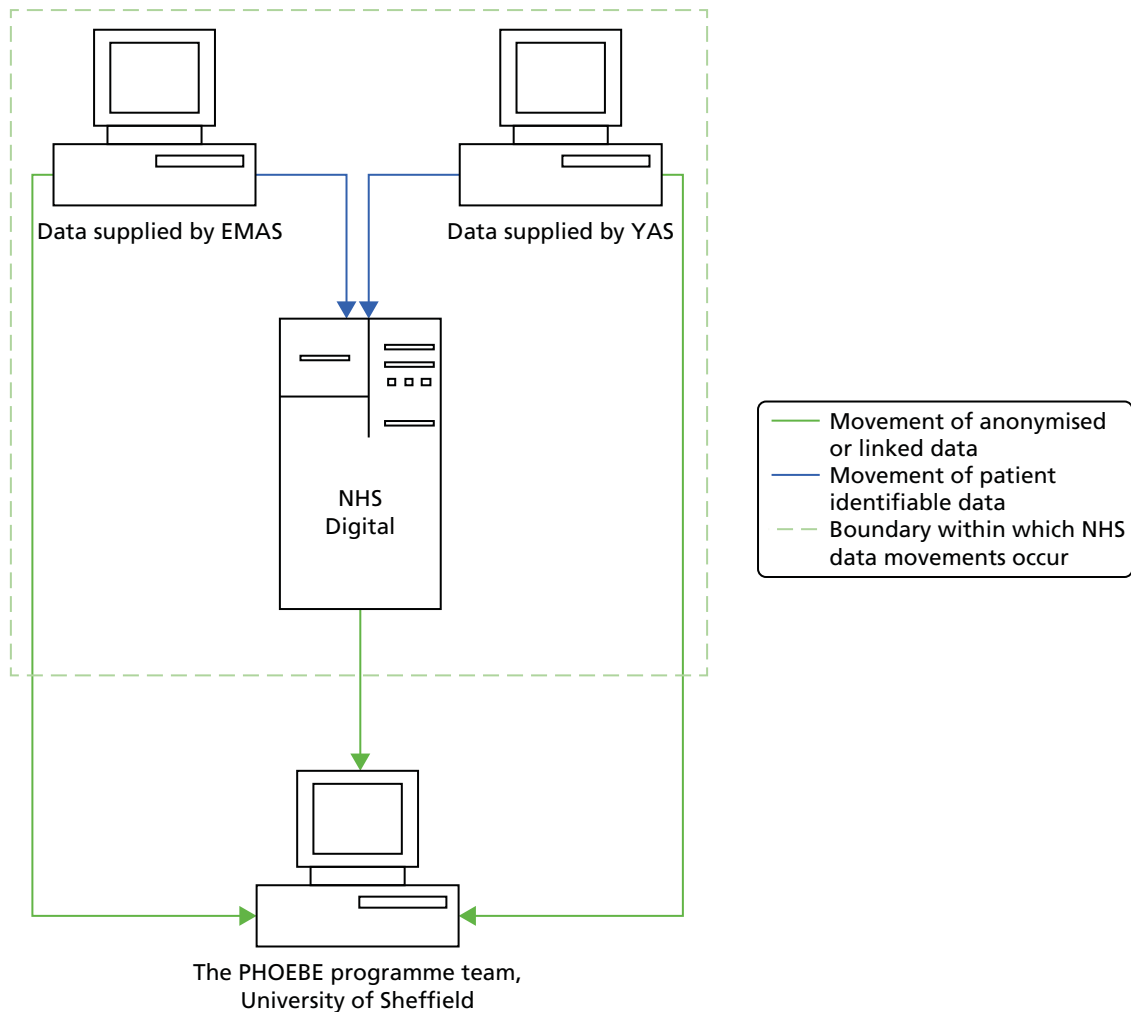 Data supplied by EMAS
Data supplied by YAS
NHS
Digital
Movement of anonymised
or linked data
Movement of patient
identifiable data
Boundary within which NHS
data movements occur
The PHOEBE programme team,
University of Sheffield